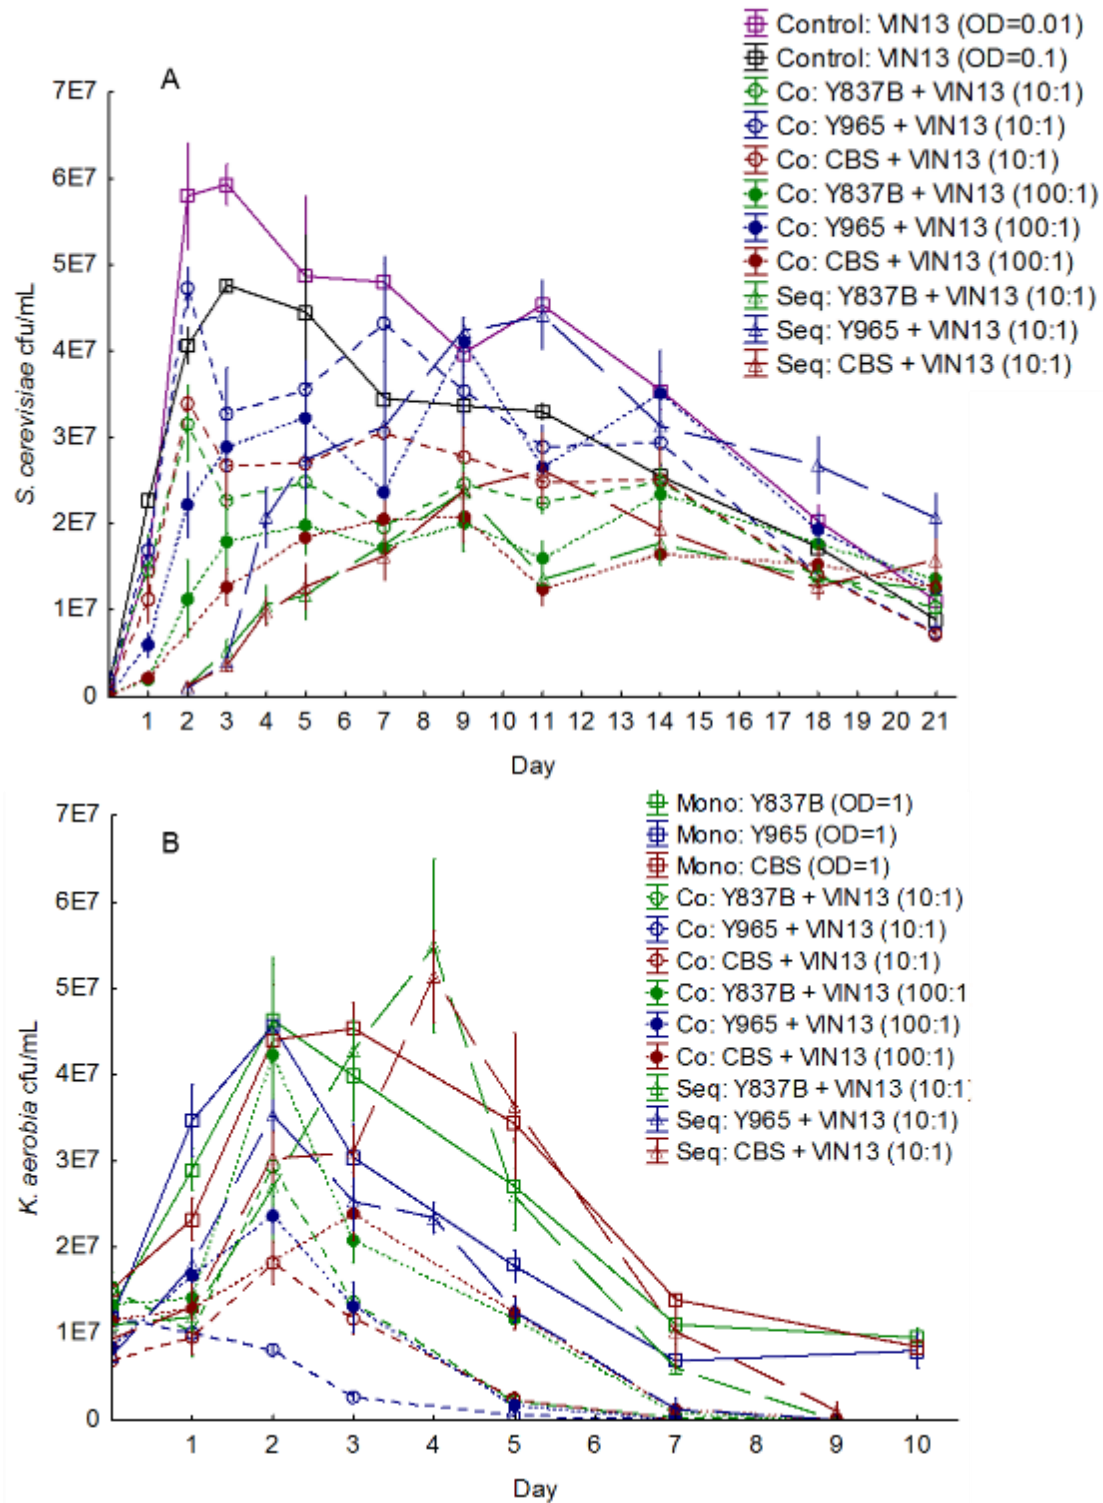 Control: VIN13 (OD=0.01)
Control: VIN13 (OD=0.1)
Co: Y837B + VIN13 (10:1)
Co: Y965 + VIN13 (10:1)
Co: CBS + VIN13 (10:1)
Co: Y837B + VIN13 (100:1)
Co: Y965 + VIN13 (100:1)
Co: CBS + VIN13 (100:1)
Seq: Y837B + VIN13 (10:1)
Seq: Y965 + VIN13 (10:1)
Seq: CBS + VIN13 (10:1)
A
7E7
6E7
5E7
4E7
3E7
2E7
1E7
0
S. cerevisiae cfu/mL
1 2 3 4 5 6 7 8 9 10 11 12 13 14 15 16 17 18 19 20 21
Day
Mono: Y837B (OD=1)
Mono: Y965 (OD=1)
Mono: CBS (OD=1)
Co: Y837B + VIN13 (10:1)
Co: Y965 + VIN13 (10:1)
Co: CBS + VIN13 (10:1)
Co: Y837B + VIN13 (100:1
Co: Y965 + VIN13 (100:1)
Co: CBS + VIN13 (100:1)
Seq: Y837B + VIN13 (10:1)
Seq: Y965 + VIN13 (10:1)
Seq: CBS + VIN13 (10:1)
B
7E7
6E7
5E7
4E7
3E7
2E7
1E7
0
K. aerobia cfu/mL
1 2 3 4 5 6 7 8 9 10
Day